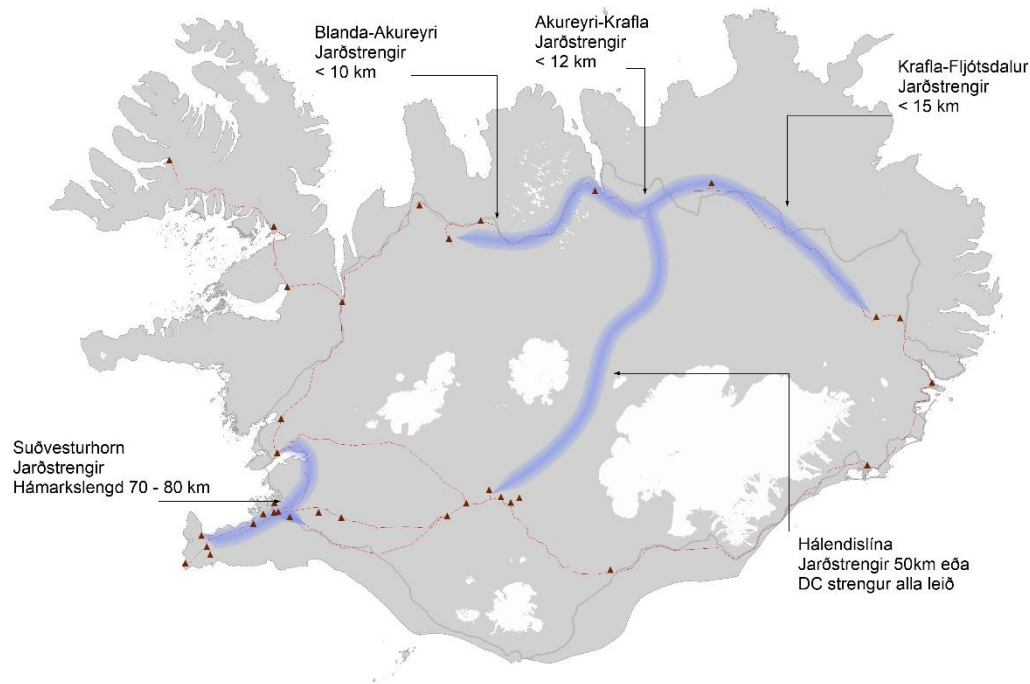 Blanda-Akureyri
Jarðstrengir
< 10 km
Akureyri-Krafla
Jarðstrengir
< 12 km
Krafla-Fljótsdalur
Jarðstrengir
< 15 km
Suðvesturhorn
Jarðstrengir
Hámarkslengd 70 - 80 km
Hálendislína
Jarðstrengir 50km eða
DC strengur alla leið